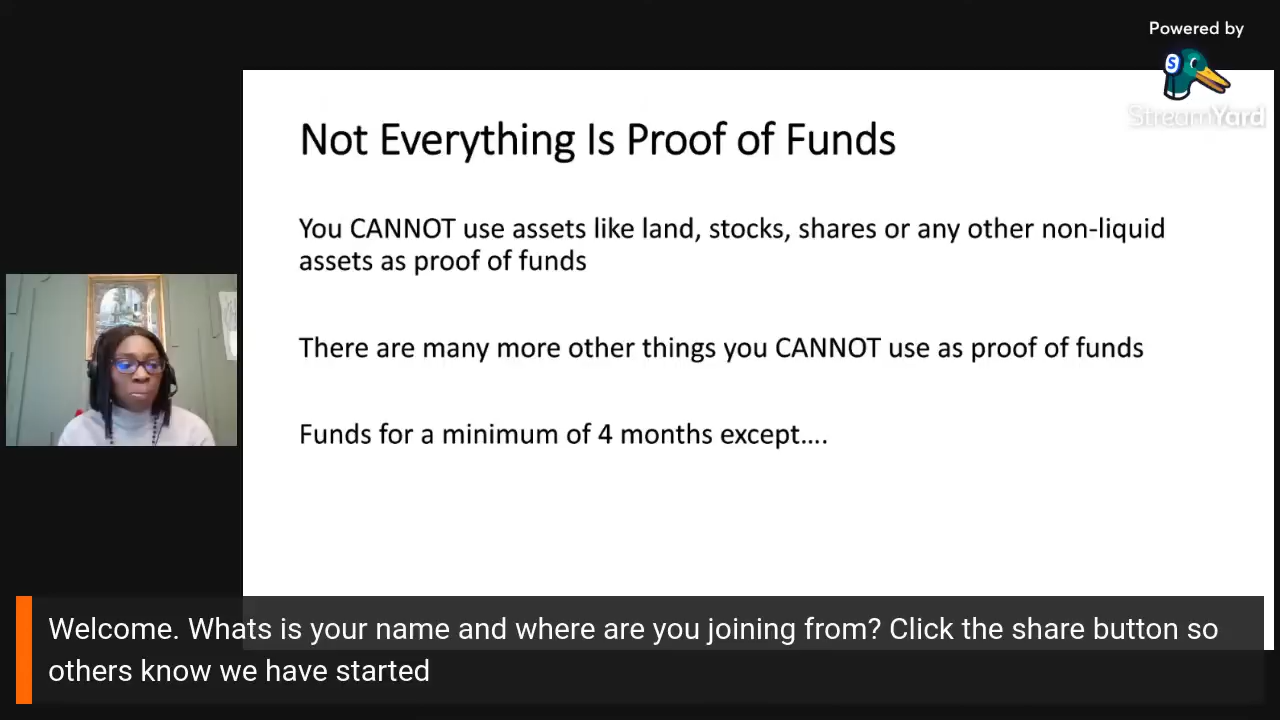 Powered by
S
StreamYard
Not Everything Is Proof of Funds
You CANNOT use assets like land, stocks, shares or any other non-liquid
assets as proof of funds
There are many more other things you CANNOT use as proof of funds
Funds for a minimum of 4 months except....
Welcome. Whats is your name and where are you joining from? Click the share button so
others know we have started